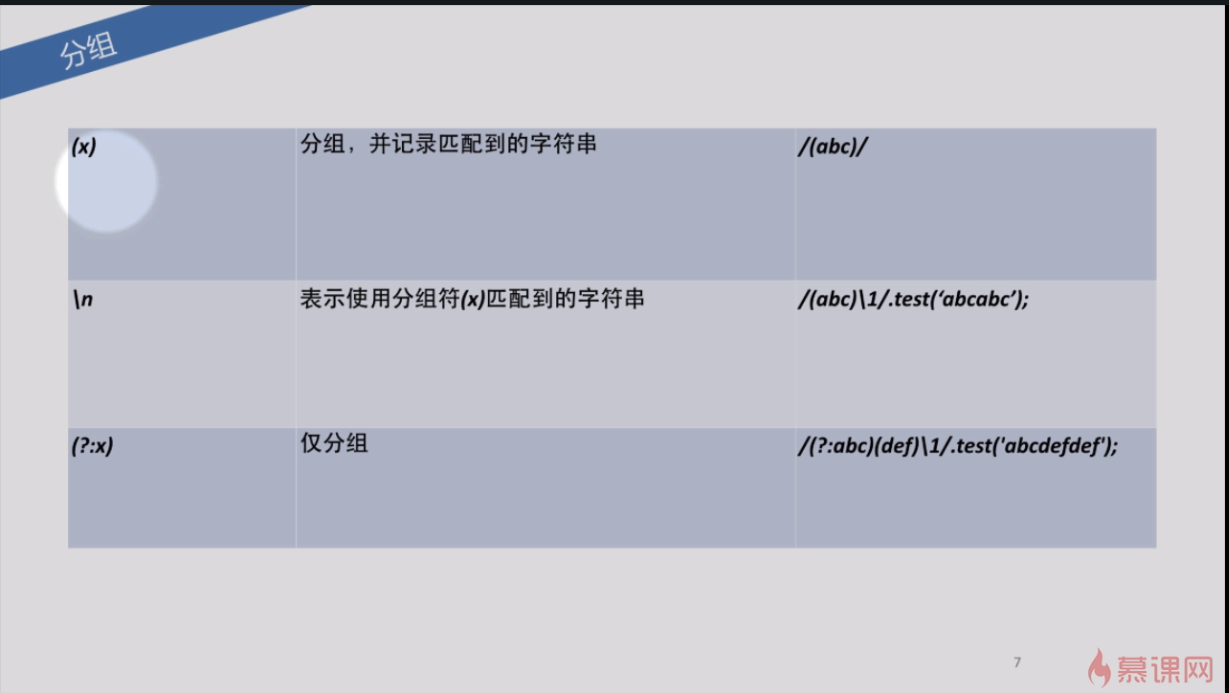 分组
(x) 分组，并记录匹配到的字符串 /(abc)/
\n 表示使用分组符(x)匹配到的字符串 /(abc)\1/.test(‘abcabc’);
(?:x) 仅分组 /(?:abc)(def)\1/.test('abcdefdef');
7
慕课网